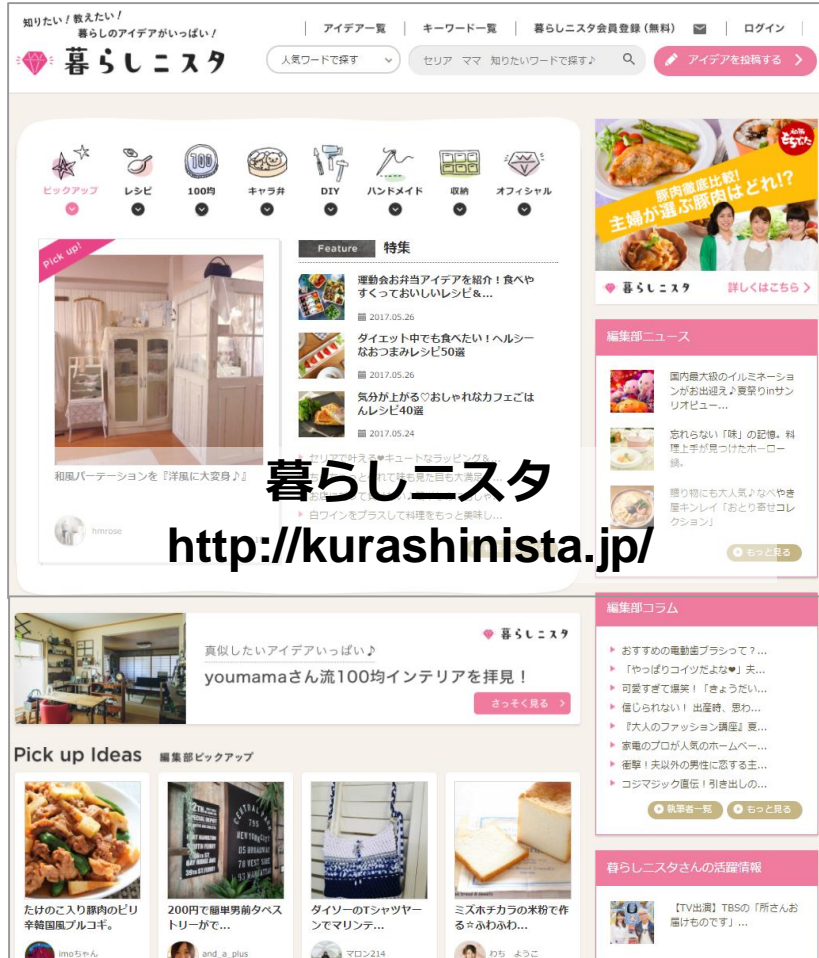 知りたい!教えたい!
暮らしのアイデアがいっぱい!
暮らしニスタ
アイデア一覧
キーワード一覧
暮らしニスタ会員登録(無料)
ログイン
人気ワードで探す
セリア ママ 知りたいワードで探す♪
アイデアを投稿する
ピックアップ
レシピ
100均
キャラ弁
DIY
ハンドメイド
収納
オフィシャル
Pick up!
和風パーテーションを『洋風に大変身♪』
hmrose
Feature 特集
運動会お弁当アイデアを紹介!食べや
すくっておいしいレシピ&...
2017.05.26
ダイエット中でも食べたい!ヘルシー
なおつまみレシピ50選
2017.05.26
気分が上がる♡おしゃれなカフェごは
んレシピ40選
2017.05.24
セリアで叶える♥キュートなラッピング&...
白ワインをプラスして料理をもっと美味し...
暮らしニスタ
http://kurashinista.jp/
豚肉徹底比較!
主婦が選ぶ豚肉はどれ!?
暮らしニスタ
詳しくはこちら
編集部ニュース
国内最大級のイルミネーショ
ンがお出迎え♪夏祭りinサン
リオピュー...
忘れらない「味」の記憶。料
理上手が見つけたホーロー
鍋。
贈り物にも大人気♪なべやき
屋キンレイ「おとり寄せコレ
クション」
もっと見る
暮らしニスタ
真似したいアイデアいっぱい♪
youmamaさん流100均インテリアを拝見!
さっそく見る
Pick up Ideas 編集部ピックアップ
たけのこ入り豚肉のピリ
辛韓国風プルコギ。
imoちゃん
200円で簡単男前タペス
トリーがで...
and_a_plus
ダイソーのTシャツヤー
ンでマリンテ...
マロン214
ミズホチカラの米粉で作
る☆ふわふわ...
わち ようこ
編集部コラム
おすすめの電動歯ブラシって?...
「やっぱりコイツだよな♥」夫...
可愛すぎて爆笑!「きょうだい...
信じられない! 出産時、思わ...
『大人のファッション講座』夏...
家電のプロが人気のホームベー...
衝撃!夫以外の男性に恋する主...
コジマジック直伝!引き出しの...
執筆者一覧
もっと見る
暮らしニスタさんの活躍情報
【TV出演】TBSの「所さんお
届けものです」...